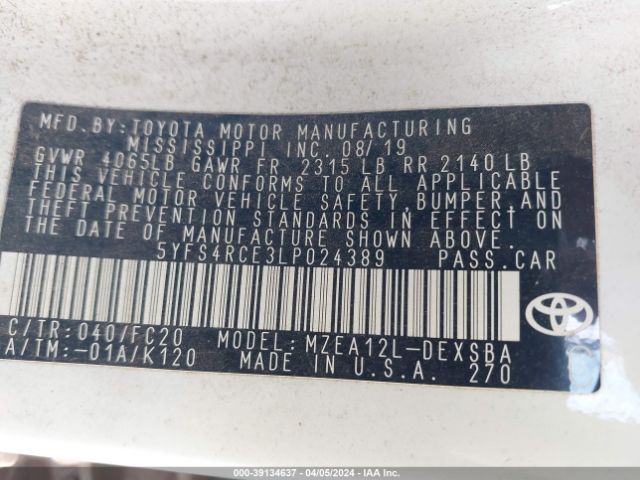 MFD.BY:TOYOTA MOTOR MANUFACTURING
MISSISSIPPI INC. 08/19
GVWR 4065LB GAWR FR 2315 LB RR 2140 LB
THIS VEHICLE CONFORMS TO ALL APPLICABLE
FEDERAL MOTOR VEHICLE SAFETY, BUMPER, AND
THEFT PREVENTION STANDARDS IN EFFECT ON
THE DATE OF MANUFACTURE SHOWN ABOVE.
5YFS4RCE3LP024389 PASS.CAR
C/TR: 040/FC20 MODEL: MZEA12L-DEXSBA
A/TM:-01A/K120 MADE IN U.S.A. 270
000-39134637 - 04/05/2024 - IAA Inc.